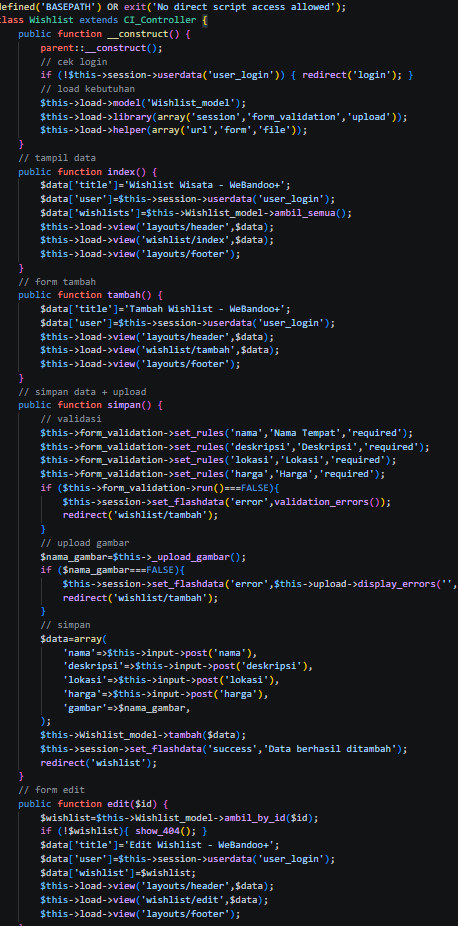 defined('BASEPATH') OR exit('No direct script access allowed');
class Wishlist extends CI_Controller {
    public function __construct() {
        parent::__construct();
        // cek login
        if (!$this->session->userdata('user_login')) { redirect('login'); }
        // load kebutuhan
        $this->load->model('Wishlist_model');
        $this->load->library(array('session','form_validation','upload'));
        $this->load->helper(array('url','form','file'));
    }
    // tampil data
    public function index() {
        $data['title']='Wishlist Wisata - WeBandoo+';
        $data['user']=$this->session->userdata('user_login');
        $data['wishlists']=$this->Wishlist_model->ambil_semua();
        $this->load->view('layouts/header',$data);
        $this->load->view('wishlist/index',$data);
        $this->load->view('layouts/footer');
    }
    // form tambah
    public function tambah() {
        $data['title']='Tambah Wishlist - WeBandoo+';
        $data['user']=$this->session->userdata('user_login');
        $this->load->view('layouts/header',$data);
        $this->load->view('wishlist/tambah',$data);
        $this->load->view('layouts/footer');
    }
    // simpan data + upload
    public function simpan() {
        // validasi
        $this->form_validation->set_rules('nama','Nama Tempat','required');
        $this->form_validation->set_rules('deskripsi','Deskripsi','required');
        $this->form_validation->set_rules('lokasi','Lokasi','required');
        $this->form_validation->set_rules('harga','Harga','required');
        if ($this->form_validation->run()===FALSE){
            $this->session->set_flashdata('error',validation_errors());
            redirect('wishlist/tambah');
        }
        // upload gambar
        $nama_gambar=$this->_upload_gambar();
        if ($nama_gambar===FALSE){
            $this->session->set_flashdata('error',$this->upload->display_errors('',
            redirect('wishlist/tambah');
        }
        // simpan
        $data=array(
            'nama'=>$this->input->post('nama'),
            'deskripsi'=>$this->input->post('deskripsi'),
            'lokasi'=>$this->input->post('lokasi'),
            'harga'=>$this->input->post('harga'),
            'gambar'=>$nama_gambar,
        );
        $this->Wishlist_model->tambah($data);
        $this->session->set_flashdata('success','Data berhasil ditambah');
        redirect('wishlist');
    }
    // form edit
    public function edit($id) {
        $wishlist=$this->Wishlist_model->ambil_by_id($id);
        if (!$wishlist){ show_404(); }
        $data['title']='Edit Wishlist - WeBandoo+';
        $data['user']=$this->session->userdata('user_login');
        $data['wishlist']=$wishlist;
        $this->load->view('layouts/header',$data);
        $this->load->view('wishlist/edit',$data);
        $this->load->view('layouts/footer');